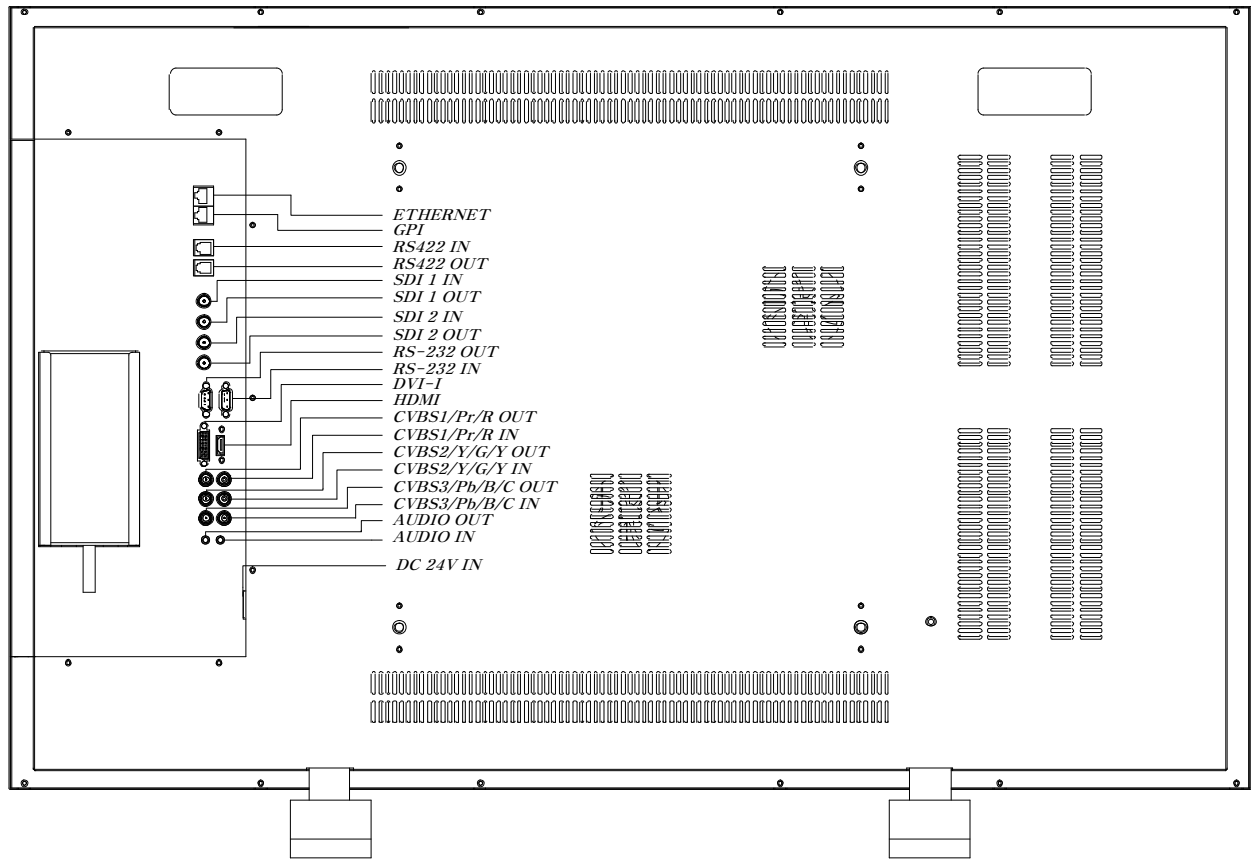 ETHERNET
GPI
RS422 IN
RS422 OUT
SDI 1 IN
SDI 1 OUT
SDI 2 IN
SDI 2 OUT
RS-232 OUT
RS-232 IN
DVI-I
HDMI
CVBS1/Pr/R OUT
CVBS1/Pr/R IN
CVBS2/Y/G/Y OUT
CVBS2/Y/G/Y IN
CVBS3/Pb/B/C OUT
CVBS3/Pb/B/C IN
AUDIO OUT
AUDIO IN
DC 24V IN